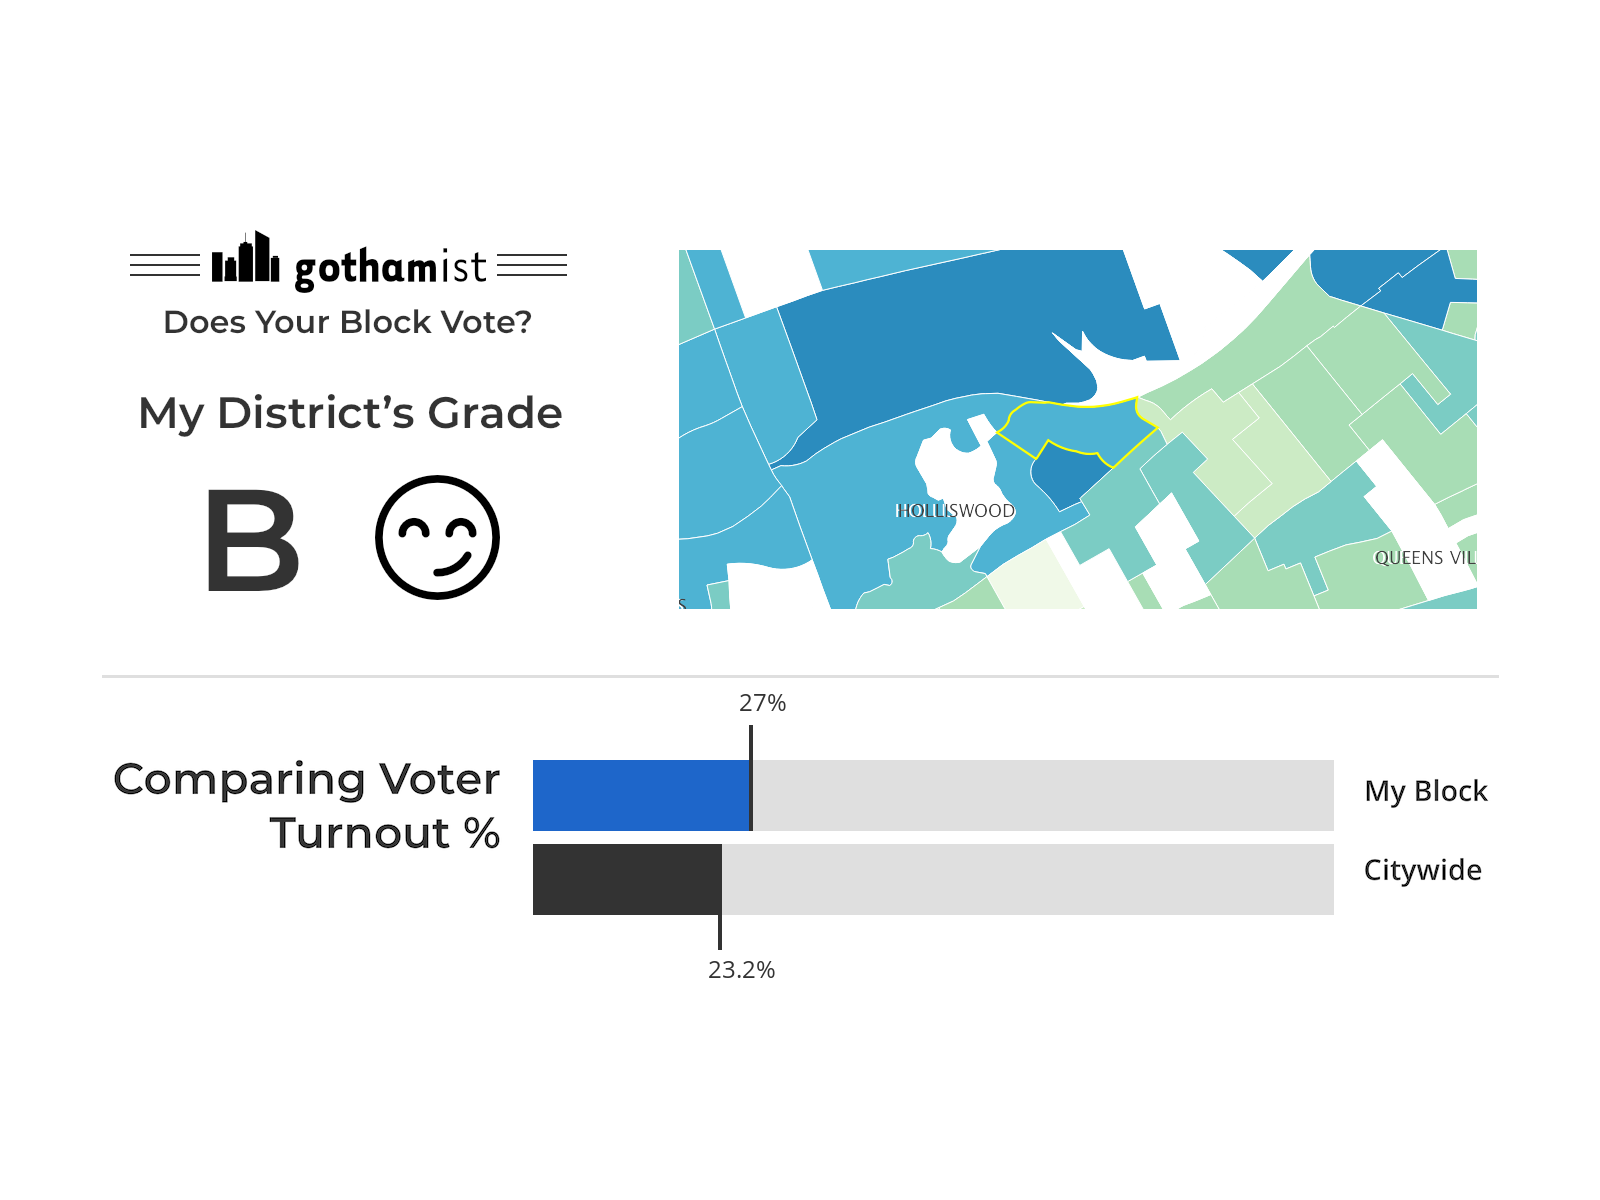 gothamist
Does Your Block Vote?
My District's Grade
B
HOLLISWOOD
QUEENS VIL
S
27%
Comparing Voter
Turnout %
My Block
Citywide
23.2%